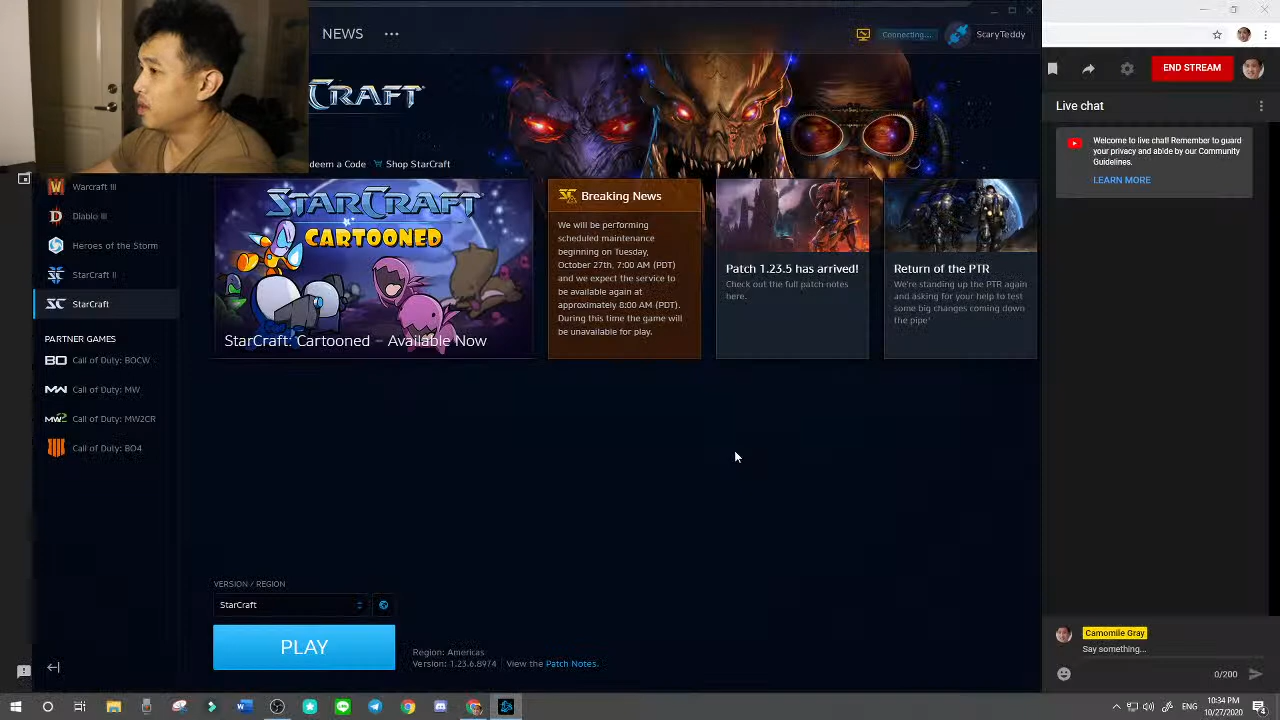 NEWS
Connecting...
ScaryTeddy
END STREAM
Live chat
Welcome to live chat! Remember to guard
your privacy and abide by our Community
Guidelines.
LEARN MORE
CRAFT
deem a Code
Shop StarCraft
Warcraft III
Diablo III
Heroes of the Storm
StarCraft II
StarCraft
PARTNER GAMES
Call of Duty: BOCW
Call of Duty: MW
Call of Duty: MW2CR
Call of Duty: BO4
STARCRAFT
CARTOONED
StarCraft: Cartooned – Available Now
Breaking News
We will be performing
scheduled maintenance
beginning on Tuesday,
October 27th, 7:00 AM (PDT)
and we expect the service to
be available again at
approximately 8:00 AM (PDT).
During this time the game will
be unavailable for play.
Patch 1.23.5 has arrived!
Check out the full patch notes
here.
Return of the PTR
We're standing up the PTR again
and asking for your help to test
some big changes coming down
the pipe'
VERSION / REGION
StarCraft
PLAY
Region: Americas
Version: 1.23.6.8974
View the Patch Notes.
Camomile Gray
Say something...
0/200
10:34 PM
10/27/2020